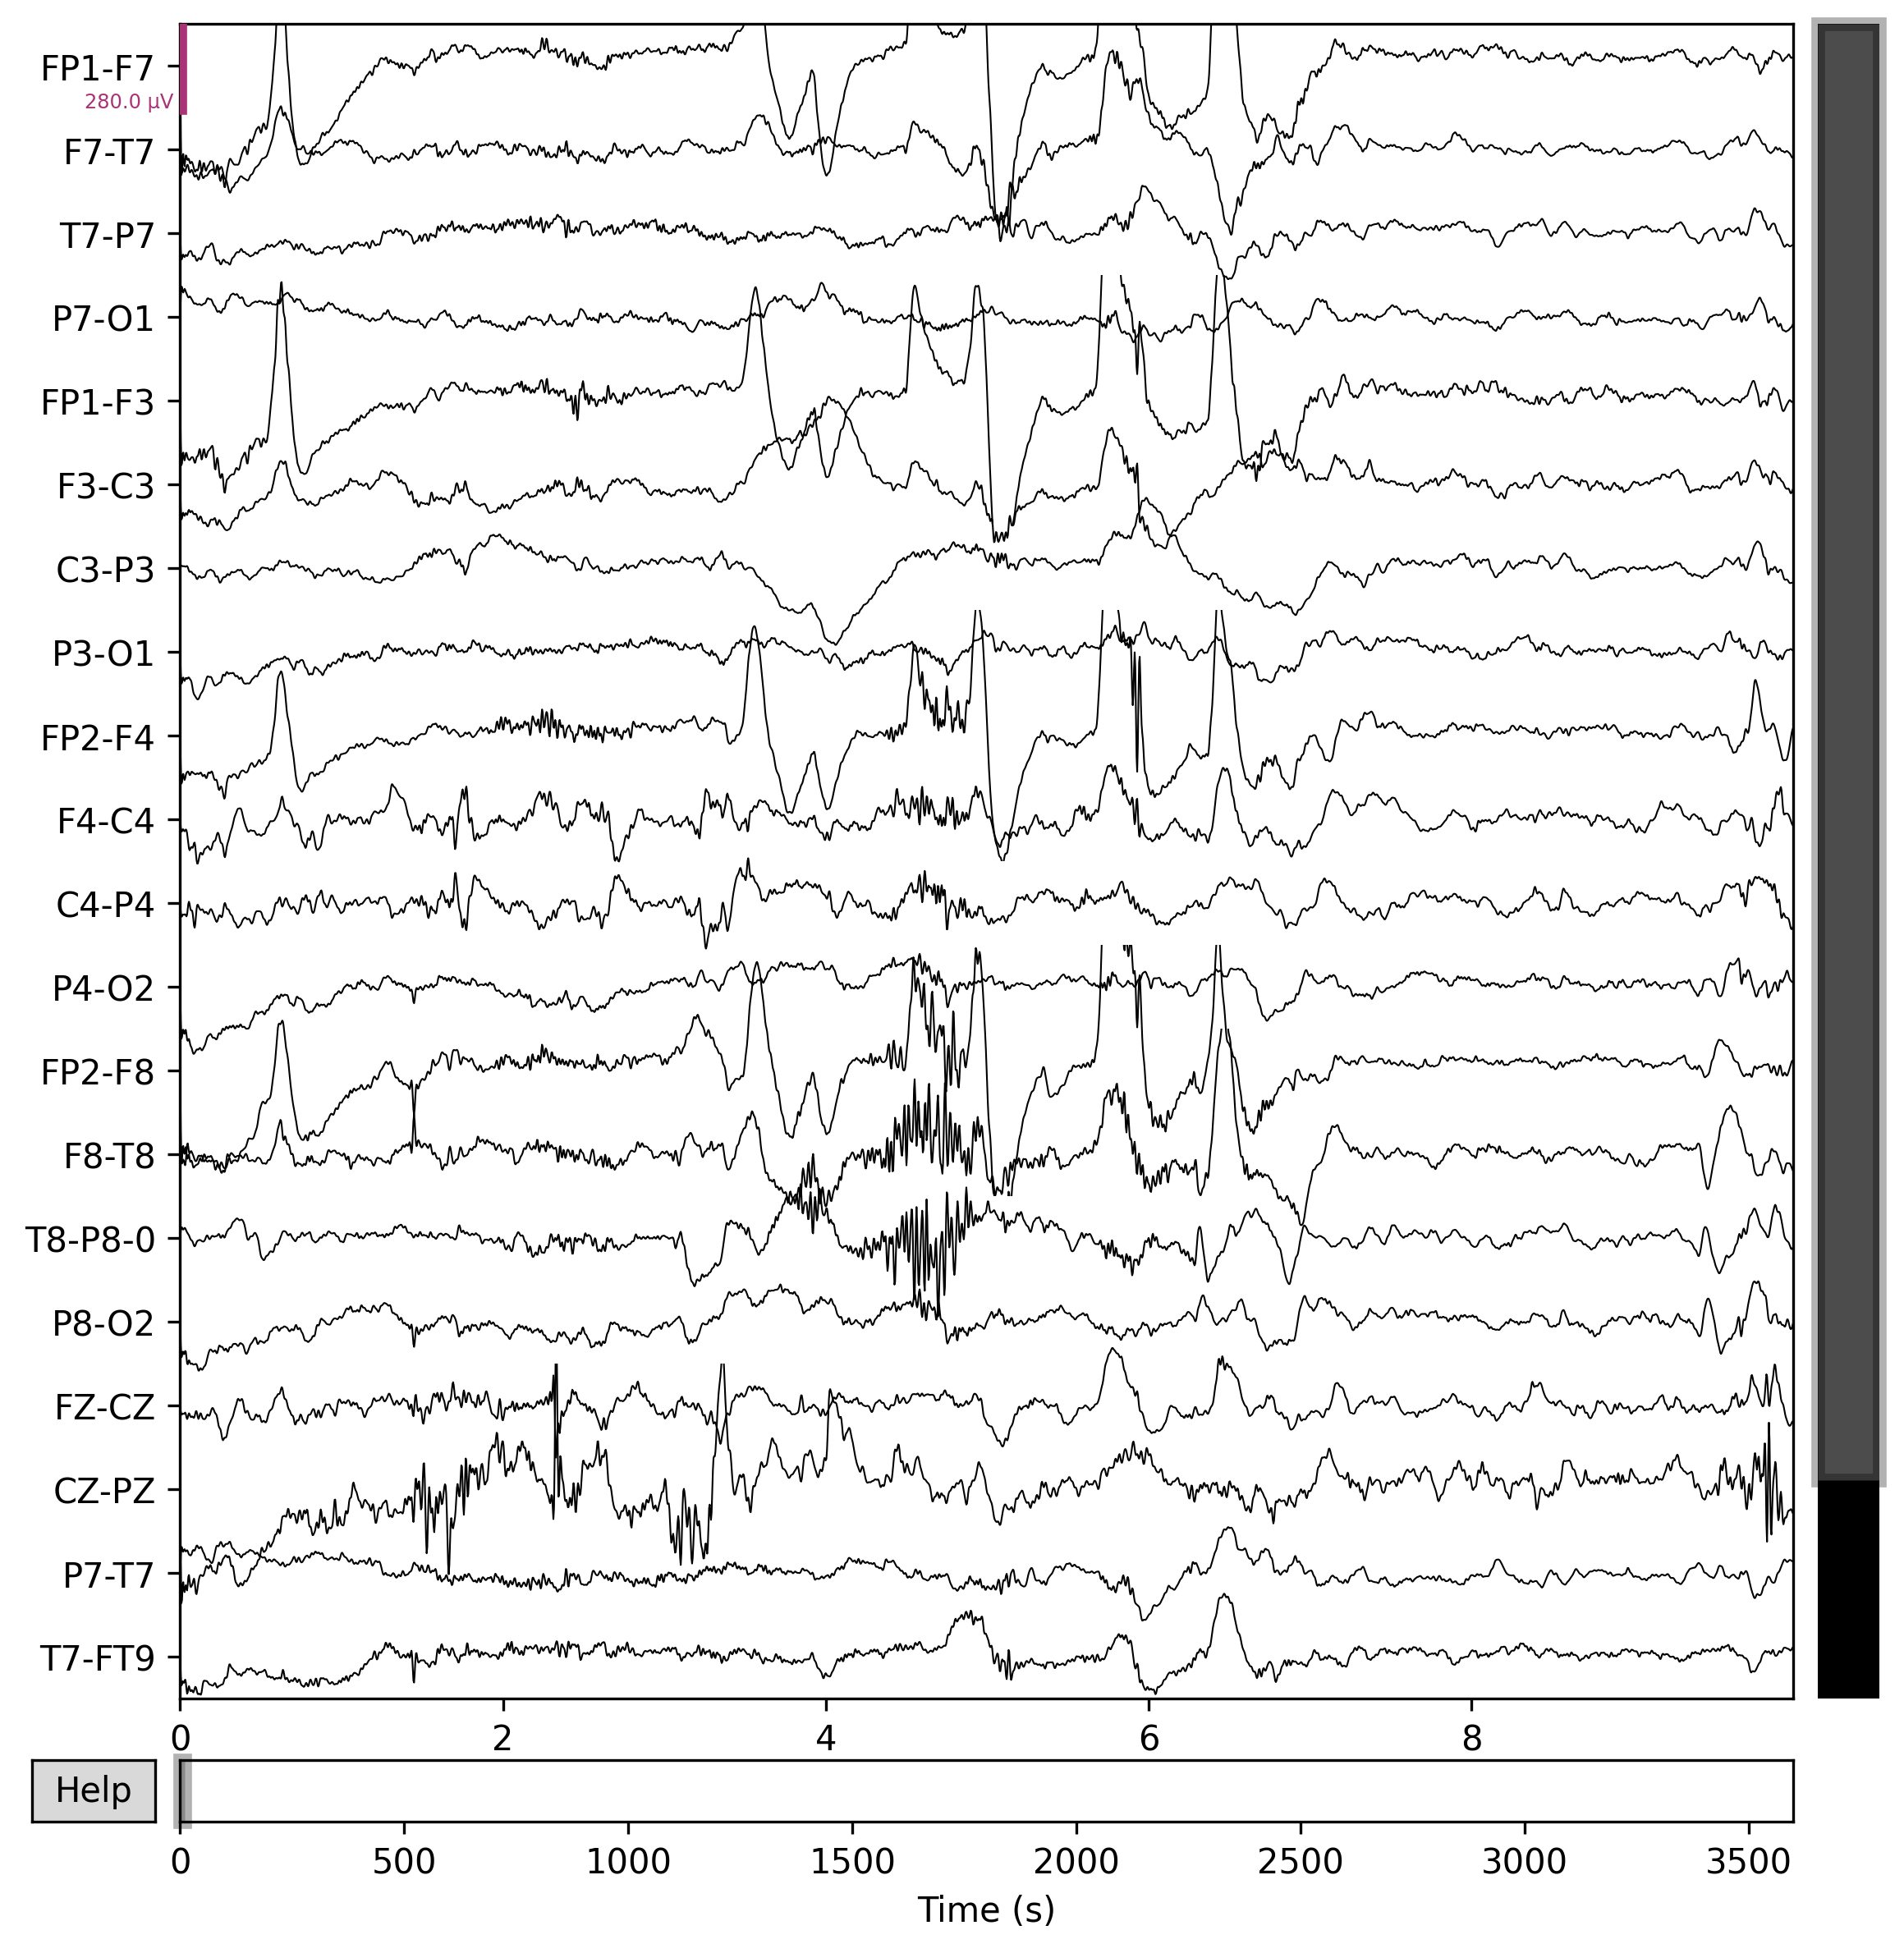 FP1-F7
280.0 µV
F7-T7
T7-P7
P7-O1
FP1-F3
F3-C3
C3-P3
P3-O1
FP2-F4
F4-C4
C4-P4
P4-O2
FP2-F8
F8-T8
T8-P8-0
P8-O2
FZ-CZ
CZ-PZ
P7-T7
T7-FT9
0 2 4 6 8
Help
0 500 1000 1500 2000 2500 3000 3500
Time (s)